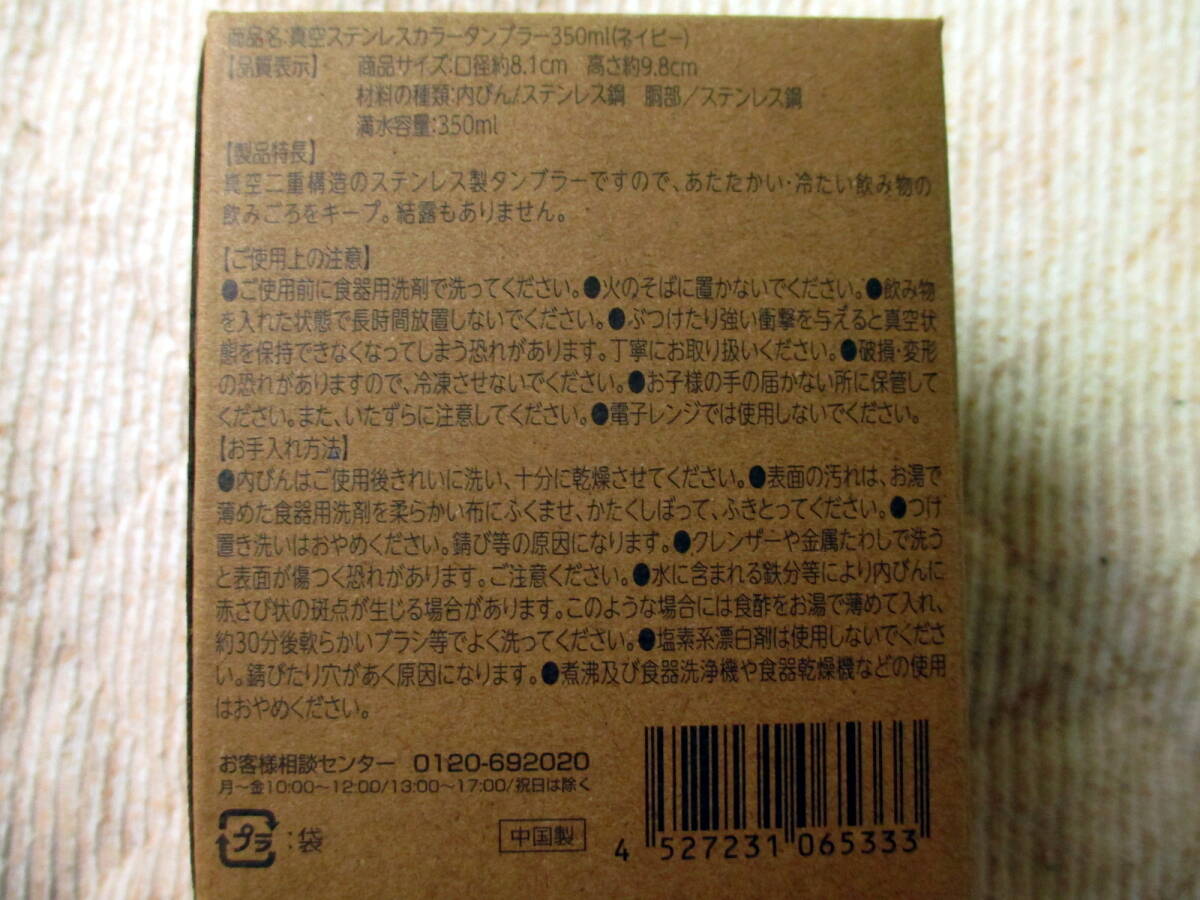 商品名:真空ステンレスカラータンブラー350ml(ネイビー)
【品質表示】 商品サイズ:口径約8.1cm 高さ約9.8cm
材料の種類:内びん/ステンレス鋼 胴部/ステンレス鋼
満水容量:350ml
【製品特長】
真空二重構造のステンレス製タンブラーですので、あたたかい・冷たい飲み物の
飲みごろをキープ。結露もありません。
【ご使用上の注意】
●ご使用前に食器用洗剤で洗ってください。●火のそばに置かないでください。●飲み物
を入れた状態で長時間放置しないでください。●ぶつけたり強い衝撃を与えると真空状
態を保持できなくなってしまう恐れがあります。丁寧にお取り扱いください。●破損・変形
の恐れがありますので、冷凍させないでください。●お子様の手の届かない所に保管して
ください。また、いたずらに注意してください。●電子レンジでは使用しないでください。
【お手入れ方法】
●内びんはご使用後きれいに洗い、十分に乾燥させてください。●表面の汚れは、お湯で
薄めた食器用洗剤を柔らかい布にふくませ、かたくしぼって、ふきとってください。●つけ
置き洗いはおやめください。錆び等の原因になります。●クレンザーや金属たわしで洗う
と表面が傷つく恐れがあります。ご注意ください。●水に含まれる鉄分等により内びんに
赤さび状の斑点が生じる場合があります。このような場合には食酢をお湯で薄めて入れ、
約30分後軟らかいブラシ等でよく洗ってください。●塩素系漂白剤は使用しないでくださ
い。錆びたり穴があく原因になります。●煮沸及び食器洗浄機や食器乾燥機などの使用
はおやめください。
お客様相談センター 0120-692020
月~金10:00~12:00/13:00~17:00/祝日は除く
プラ:袋
中国製
4 527231 065333